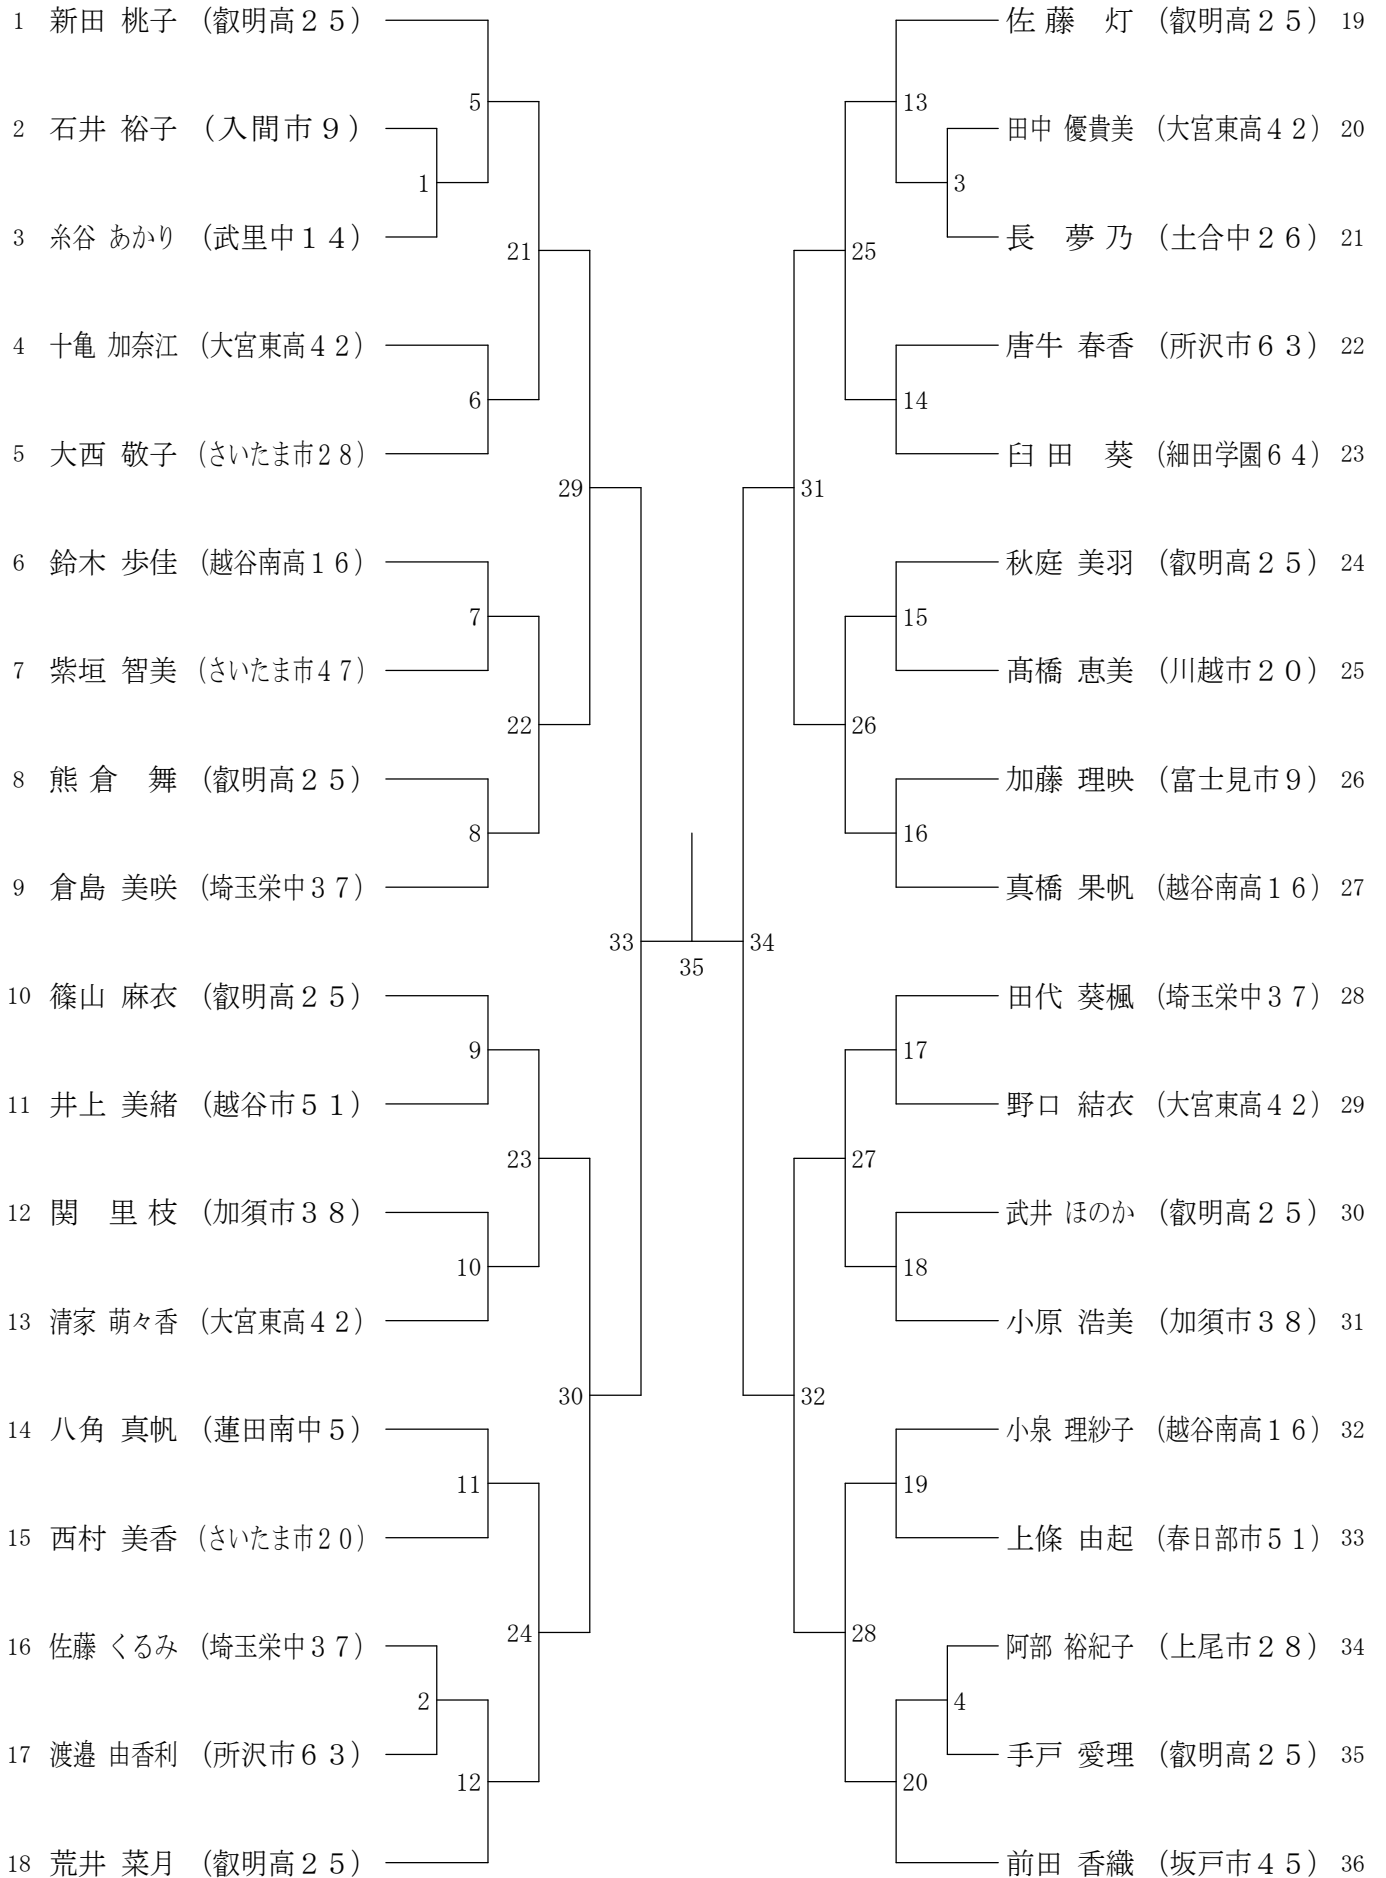 1 新田 桃子 (叡明高２５)
5
2 石井 裕子 (入間市９)
1
3 糸谷 あかり (武里中１４)
21
4 十亀 加奈江 (大宮東高４２)
6
5 大西 敬子 (さいたま市２８)
29
6 鈴木 歩佳 (越谷南高１６)
7
7 紫垣 智美 (さいたま市４７)
22
8 熊倉　舞 (叡明高２５)
8
9 倉島 美咲 (埼玉栄中３７)
33
10 篠山 麻衣 (叡明高２５)
9
11 井上 美緒 (越谷市５１)
23
12 関　里枝 (加須市３８)
10
13 清家 萌々香 (大宮東高４２)
30
14 八角 真帆 (蓮田南中５)
11
15 西村 美香 (さいたま市２０)
24
16 佐藤 くるみ (埼玉栄中３７)
2
17 渡邉 由香利 (所沢市６３)
12
18 荒井 菜月 (叡明高２５)
35
佐藤　灯 (叡明高２５) 19
13
田中 優貴美 (大宮東高４２) 20
3
長　夢乃 (土合中２６) 21
25
唐牛 春香 (所沢市６３) 22
14
臼田　葵 (細田学園６４) 23
31
秋庭 美羽 (叡明高２５) 24
15
髙橋 恵美 (川越市２０) 25
26
加藤 理映 (富士見市９) 26
16
真橋 果帆 (越谷南高１６) 27
34
田代 葵楓 (埼玉栄中３７) 28
17
野口 結衣 (大宮東高４２) 29
27
武井 ほのか (叡明高２５) 30
18
小原 浩美 (加須市３８) 31
32
小泉 理紗子 (越谷南高１６) 32
19
上條 由起 (春日部市５１) 33
28
阿部 裕紀子 (上尾市２８) 34
4
手戸 愛理 (叡明高２５) 35
20
前田 香織 (坂戸市４５) 36